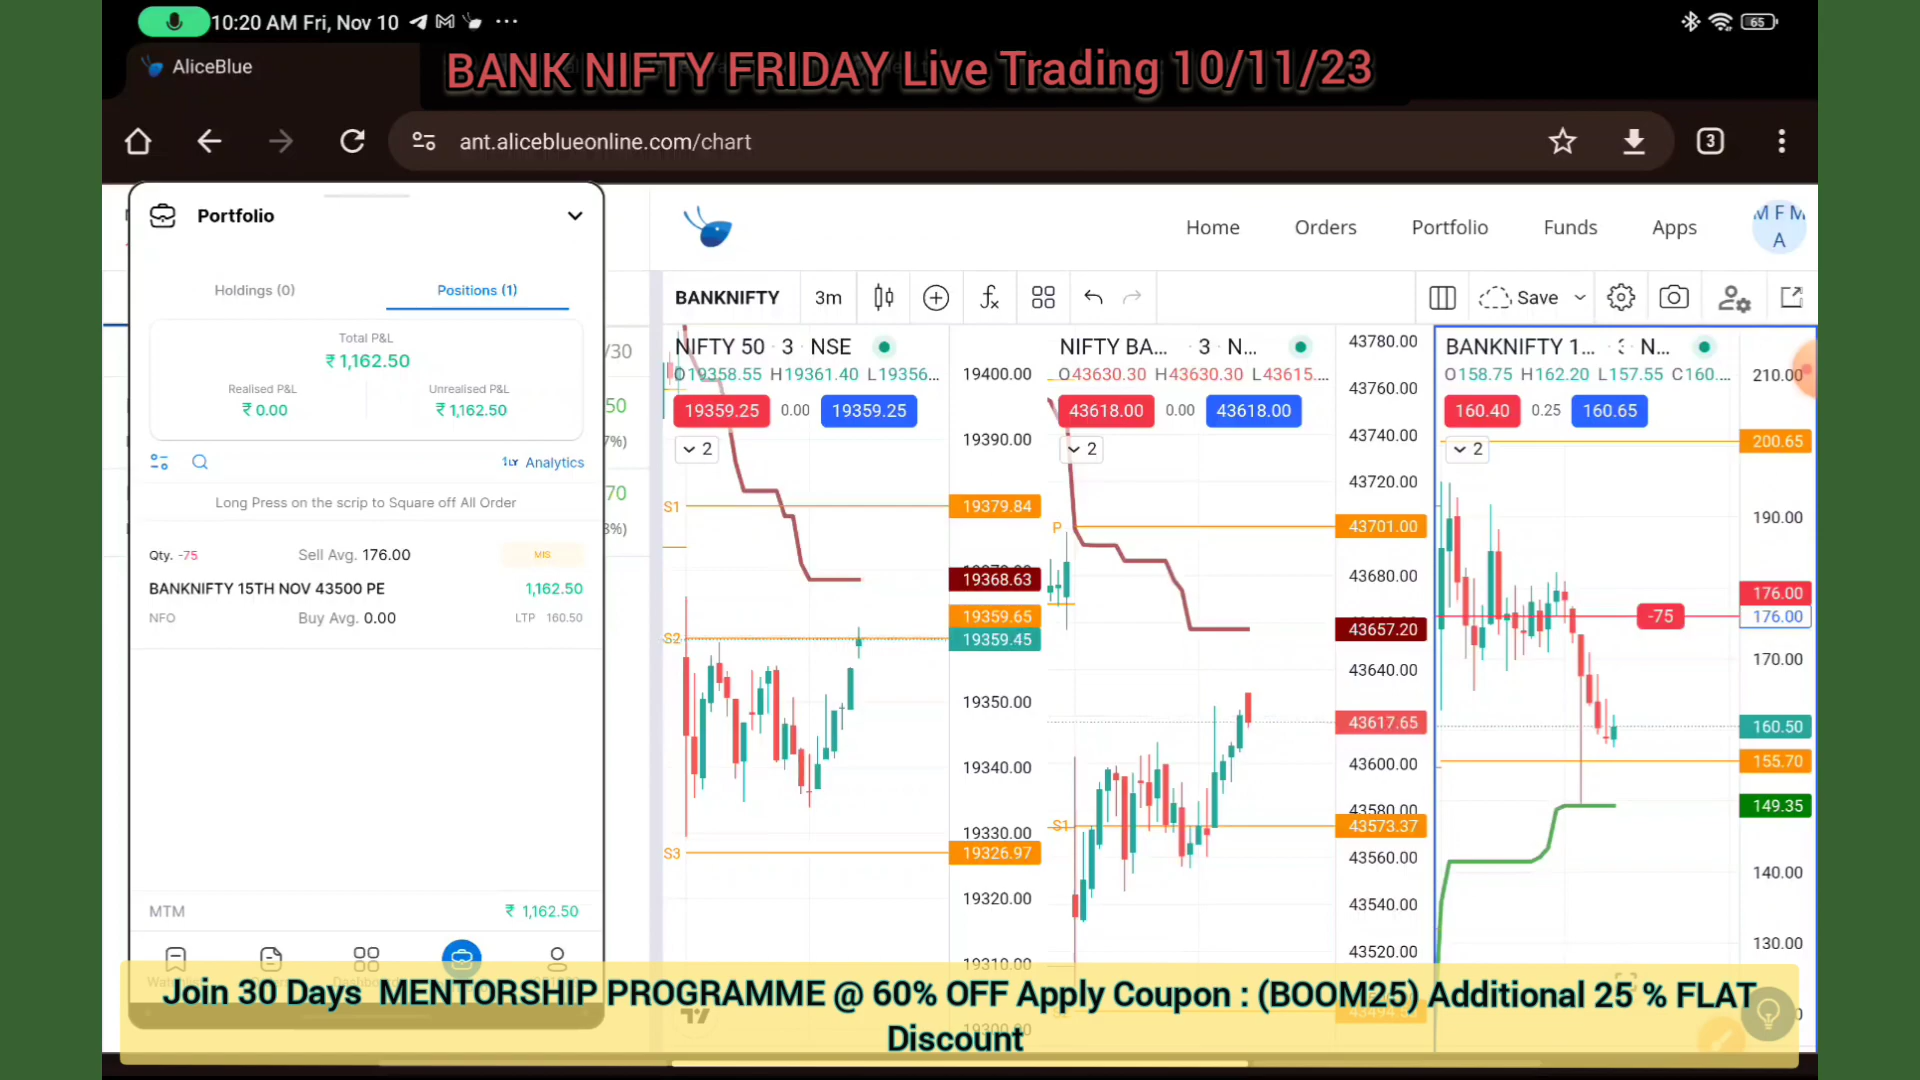 10:20 AM Fri, Nov 10
65
AliceBlue
BANK NIFTY FRIDAY Live Trading 10/11/23
ant.aliceblueonline.com/chart
3
Portfolio
Holdings (0)
Positions (1)
Total P&L
₹ 1,162.50
Realised P&L
₹ 0.00
Unrealised P&L
₹ 1,162.50
Analytics
Long Press on the scrip to Square off All Order
Qty. -75
Sell Avg. 176.00
MIS
BANKNIFTY 15TH NOV 43500 PE
1,162.50
NFO
Buy Avg. 0.00
LTP 160.50
MTM
₹ 1,162.50
/30
50
7%)
70
3%)
Home
Orders
Portfolio
Funds
Apps
M F M
A
BANKNIFTY
3m
Save
NIFTY 50 · 3 · NSE
O19358.55 H19361.40 L19356...
19359.25
0.00
19359.25
2
S1
S2
S3
19400.00
19390.00
19379.84
19368.63
19359.65
19359.45
19350.00
19340.00
19330.00
19326.97
19320.00
19310.00
NIFTY BA... · 3 · N...
O43630.30 H43630.30 L43615....
43618.00
0.00
43618.00
2
P
S1
43780.00
43760.00
43740.00
43720.00
43701.00
43680.00
43657.20
43640.00
43617.65
43600.00
43580.00
43573.37
43560.00
43540.00
43520.00
BANKNIFTY 1... · 3 · N...
O158.75 H162.20 L157.55 C160....
160.40
0.25
160.65
2
-75
210.00
200.65
190.00
176.00
176.00
170.00
160.50
155.70
149.35
140.00
130.00
Join 30 Days MENTORSHIP PROGRAMME @ 60% OFF Apply Coupon : (BOOM25) Additional 25 % FLAT
Discount